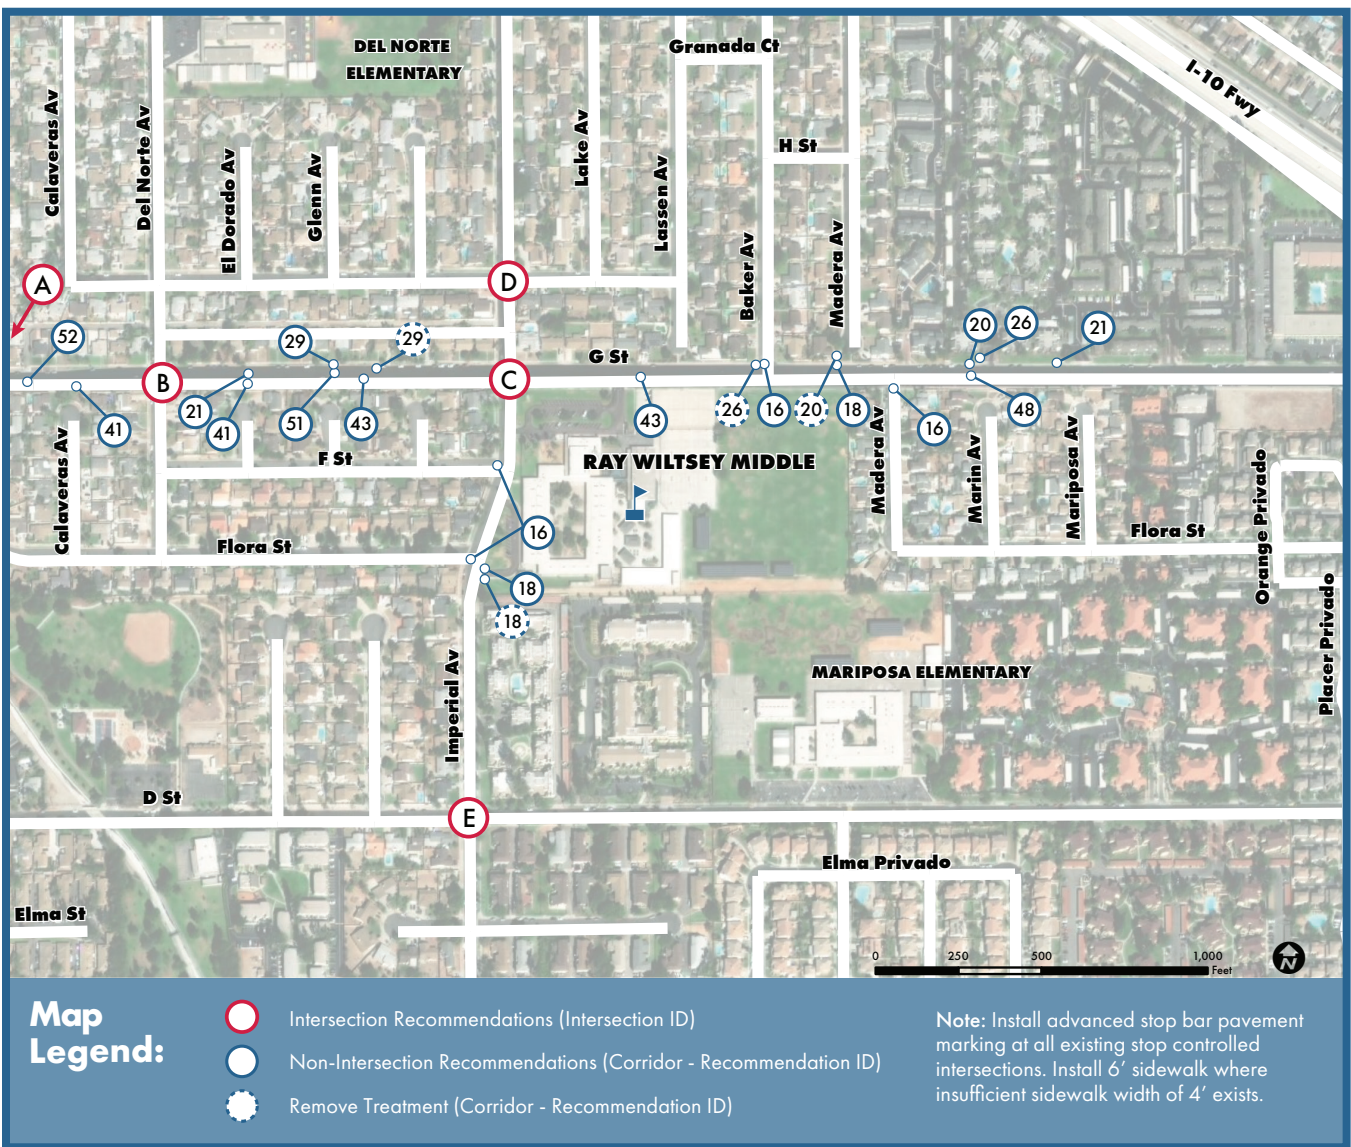 DEL NORTE
ELEMENTARY
Granada Ct
I-10 Fwy
Calaveras Av
Del Norte Av
El Dorado Av
Glenn Av
Lake Av
Lassen Av
Baker Av
Madera Av
H St
A
D
52
29
29
G St
20
26
21
B
C
21
41
41
51
43
43
26
16
20
18
16
48
Calaveras Av
F St
RAY WILTSEY MIDDLE
Madera Av
Marin Av
Mariposa Av
Orange Privado
Flora St
Flora St
16
18
18
Placer Privado
Imperial Av
MARIPOSA ELEMENTARY
D St
E
Elma Privado
Elma St
0 250 500 1,000
Feet
N
Map
Legend:
Intersection Recommendations (Intersection ID)
Non-Intersection Recommendations (Corridor - Recommendation ID)
Remove Treatment (Corridor - Recommendation ID)
Note: Install advanced stop bar pavement
marking at all existing stop controlled
intersections. Install 6’ sidewalk where
insufficient sidewalk width of 4’ exists.